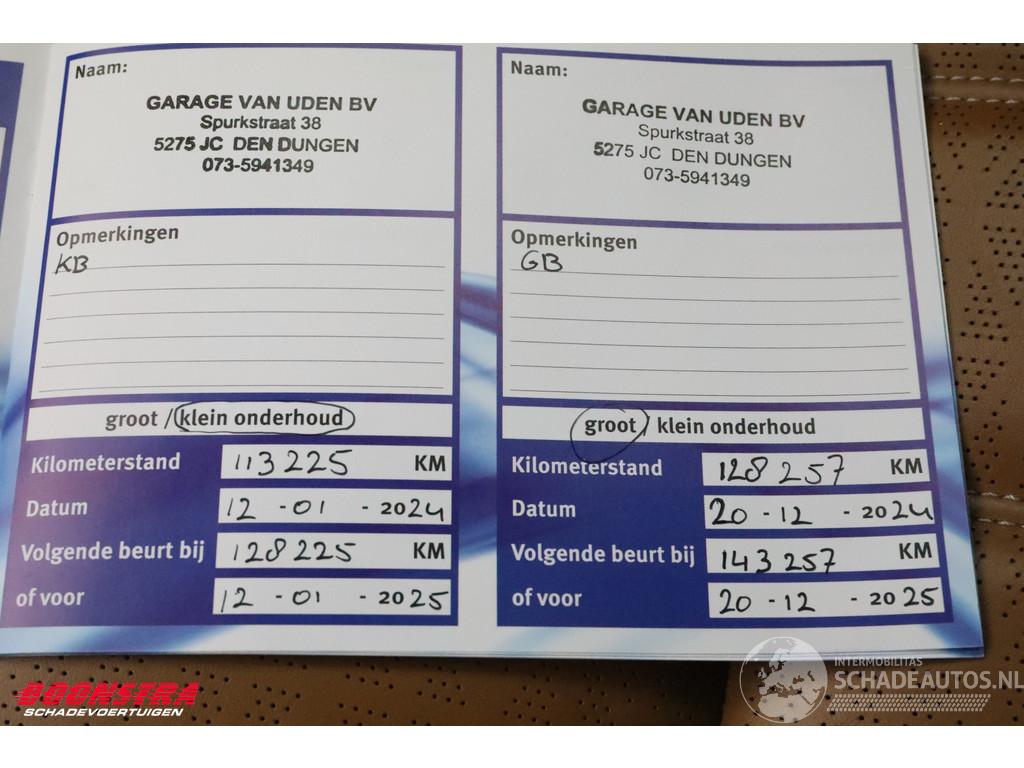 Naam:
GARAGE VAN UDEN BV
Spurkstraat 38
5275 JC DEN DUNGEN
073-5941349
Opmerkingen
KB
groot / klein onderhoud
Kilometerstand 113225 KM
Datum 12 - 01 - 2024
Volgende beurt bij 128225 KM
of voor 12 - 01 - 2025
Naam:
GARAGE VAN UDEN BV
Spurkstraat 38
5275 JC DEN DUNGEN
073-5941349
Opmerkingen
GB
groot / klein onderhoud
Kilometerstand 128257 KM
Datum 20 - 12 - 2024
Volgende beurt bij 143257 KM
of voor 20 - 12 - 2025
BOONSTRA
SCHADEVOERTUIGEN
INTERMOBILITAS
SCHADEAUTOS.NL